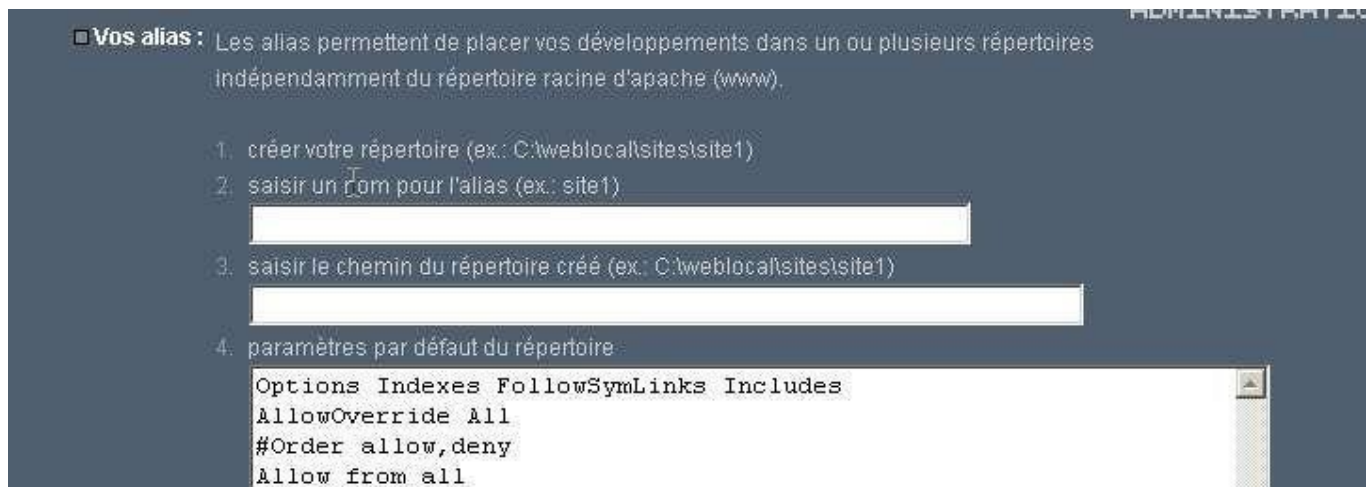 ADMINISTRATIO
Vos alias : Les alias permettent de placer vos développements dans un ou plusieurs répertoires
indépendamment du répertoire racine d'apache (www).
1. créer votre répertoire (ex.: C:\weblocal\sites\site1)
2. saisir un nom pour l'alias (ex.: site1)
3. saisir le chemin du répertoire créé (ex.: C:\weblocal\sites\site1)
4. paramètres par défaut du répertoire
Options Indexes FollowSymLinks Includes
AllowOverride All
#Order allow,deny
Allow from all